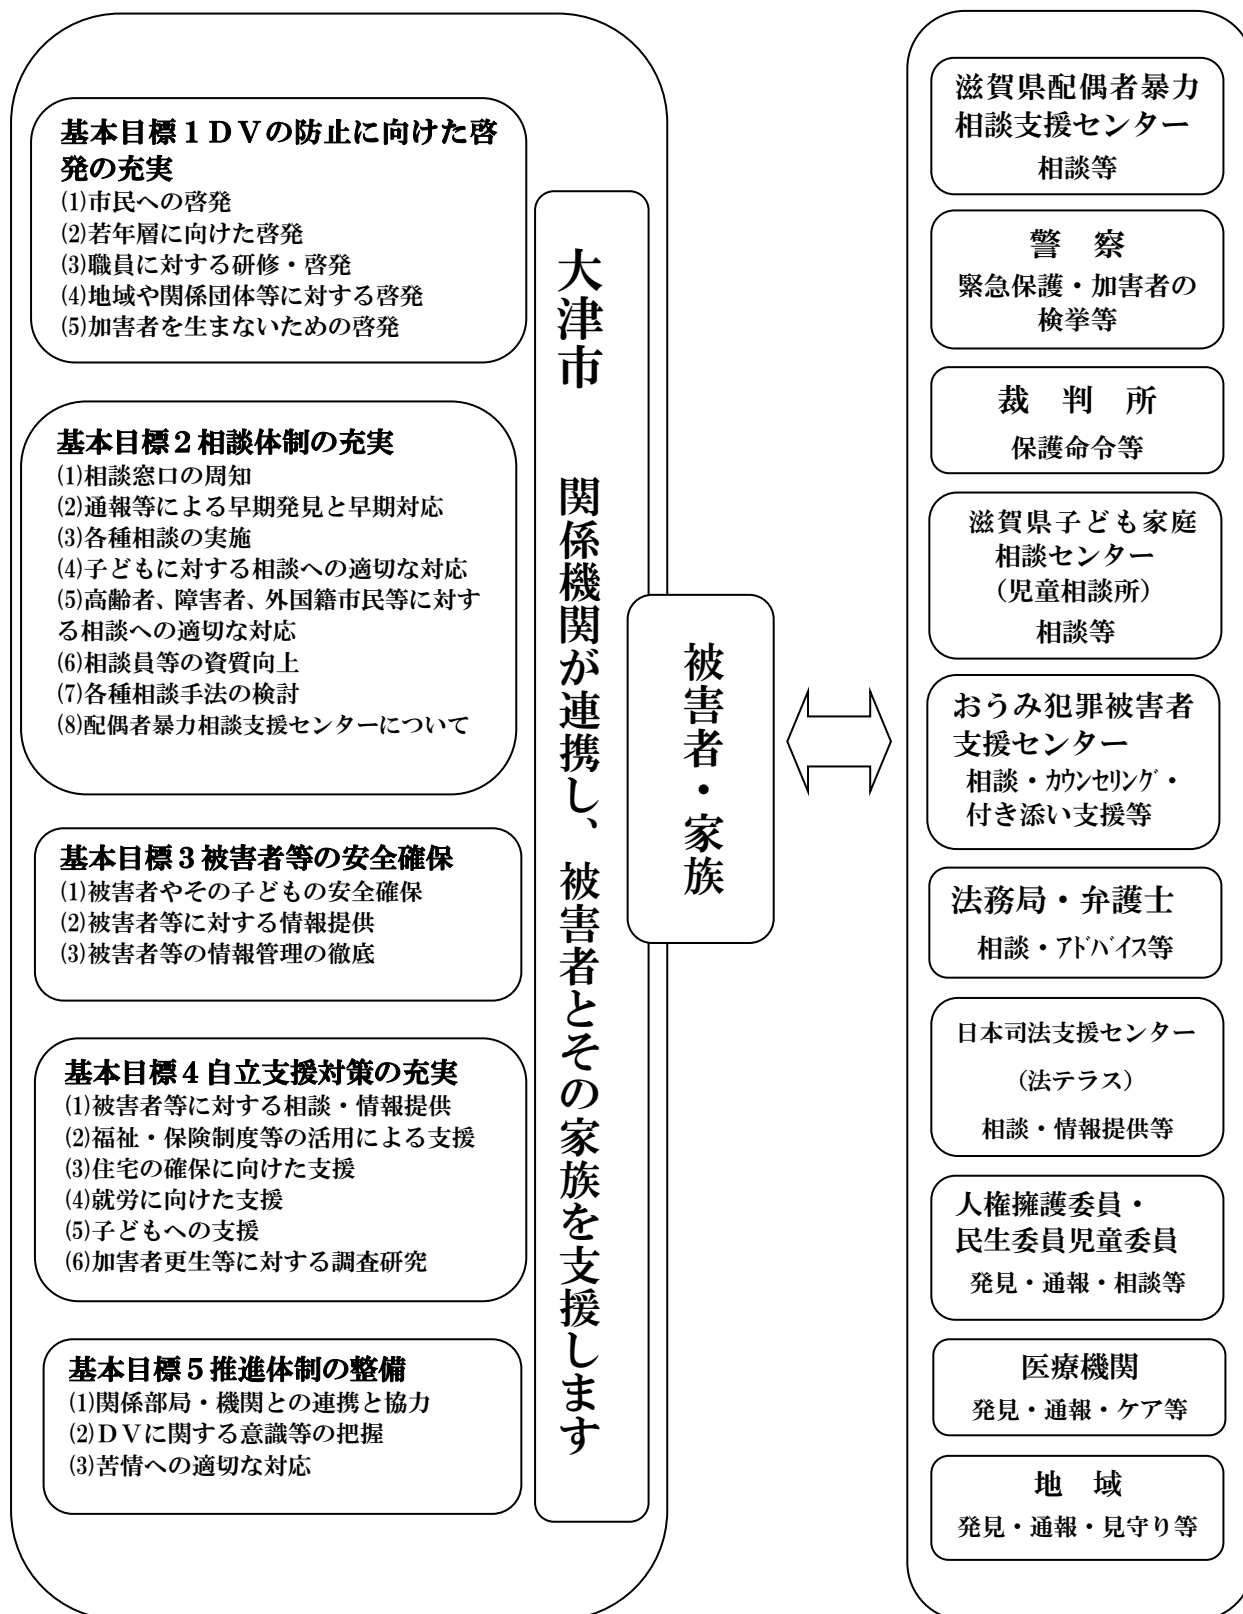 基本目標１ＤＶの防止に向けた啓
発の充実
⑴市民への啓発
⑵若年層に向けた啓発
⑶職員に対する研修・啓発
⑷地域や関係団体等に対する啓発
⑸加害者を生まないための啓発
基本目標２相談体制の充実
⑴相談窓口の周知
⑵通報等による早期発見と早期対応
⑶各種相談の実施
⑷子どもに対する相談への適切な対応
⑸高齢者、障害者、外国籍市民等に対す
る相談への適切な対応
⑹相談員等の資質向上
⑺各種相談手法の検討
⑻配偶者暴力相談支援センターについて
基本目標３被害者等の安全確保
⑴被害者やその子どもの安全確保
⑵被害者等に対する情報提供
⑶被害者等の情報管理の徹底
基本目標４自立支援対策の充実
⑴被害者等に対する相談・情報提供
⑵福祉・保険制度等の活用による支援
⑶住宅の確保に向けた支援
⑷就労に向けた支援
⑸子どもへの支援
⑹加害者更生等に対する調査研究
基本目標５推進体制の整備
⑴関係部局・機関との連携と協力
⑵ＤＶに関する意識等の把握
⑶苦情への適切な対応
大津市　関係機関が連携し、被害者とその家族を支援します
被害者・家族
滋賀県配偶者暴力
相談支援センター
相談等
警　察
緊急保護・加害者の
検挙等
裁　判　所
保護命令等
滋賀県子ども家庭
相談センター
（児童相談所）
相談等
おうみ犯罪被害者
支援センター
相談・ｶｳﾝｾﾘﾝｸﾞ・
付き添い支援等
法務局・弁護士
相談・ｱﾄﾞﾊﾞｲｽ等
日本司法支援センター
（法テラス）
相談・情報提供等
人権擁護委員・
民生委員児童委員
発見・通報・相談等
医療機関
発見・通報・ケア等
地　域
発見・通報・見守り等